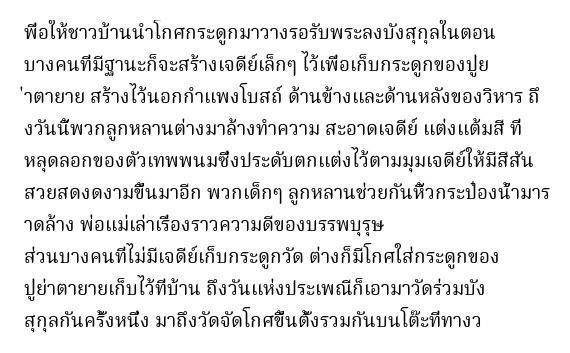 พื่อให้ชาวบ้านนำโกศกระดูกมาวางรอรับพระลงบังสุกุลในตอน
บางคนที่มีฐานะก็จะสร้างเจดีย์เล็กๆ ไว้เพื่อเก็บกระดูกของปู่ย
่าตายาย สร้างไว้นอกกำแพงโบสถ์ ด้านข้างและด้านหลังของวิหาร ถึ
งวันนี้พวกลูกหลานต่างมาล้างทำความ สะอาดเจดีย์ แต่งแต้มสี ที่
หลุดลอกของตัวเทพพนมซึ่งประดับตกแต่งไว้ตามมุมเจดีย์ให้มีสีสัน
สวยสดงดงามขึ้นมาอีก พวกเด็กๆ ลูกหลานช่วยกันหิ้วกระป๋องน้ำมาร
าดล้าง พ่อแม่เล่าเรื่องราวความดีของบรรพบุรุษ
ส่วนบางคนที่ไม่มีเจดีย์เก็บกระดูกวัด ต่างก็มีโกศใส่กระดูกของ
ปู่ย่าตายายเก็บไว้ที่บ้าน ถึงวันแห่งประเพณีก็เอามาวัดร่วมบัง
สุกุลกันครั้งหนึ่ง มาถึงวัดจัดโกศขึ้นตั้งรวมกันบนโต๊ะที่ทางว